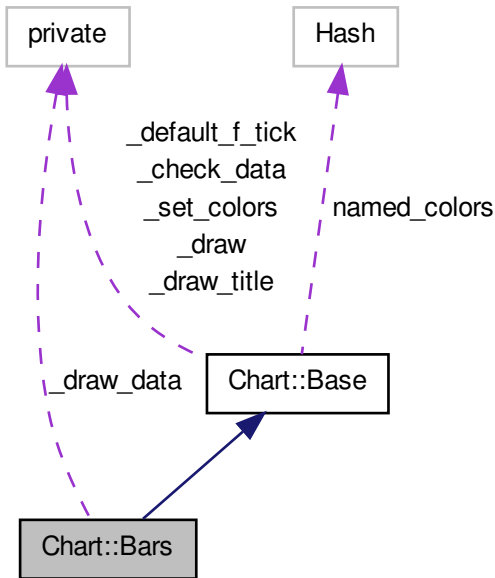 private
Hash
_default_f_tick
_check_data
_set_colors
_draw
_draw_title
named_colors
_draw_data
Chart::Base
Chart::Bars